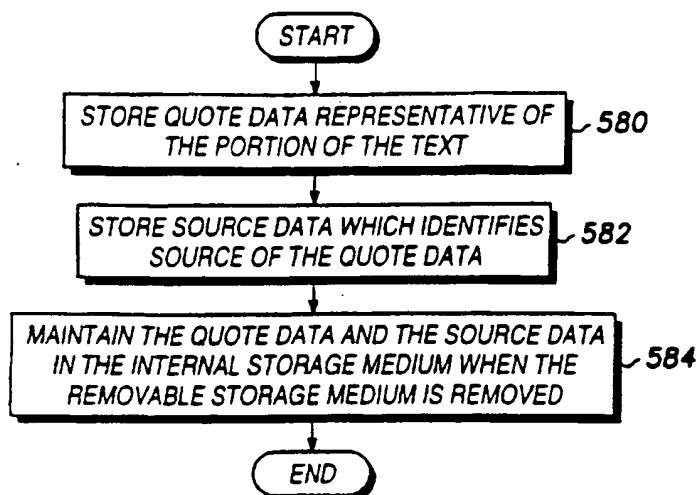 START
STORE QUOTE DATA REPRESENTATIVE OF
THE PORTION OF THE TEXT
580
STORE SOURCE DATA WHICH IDENTIFIES
SOURCE OF THE QUOTE DATA
582
MAINTAIN THE QUOTE DATA AND THE SOURCE DATA
IN THE INTERNAL STORAGE MEDIUM WHEN THE
REMOVABLE STORAGE MEDIUM IS REMOVED
584
END